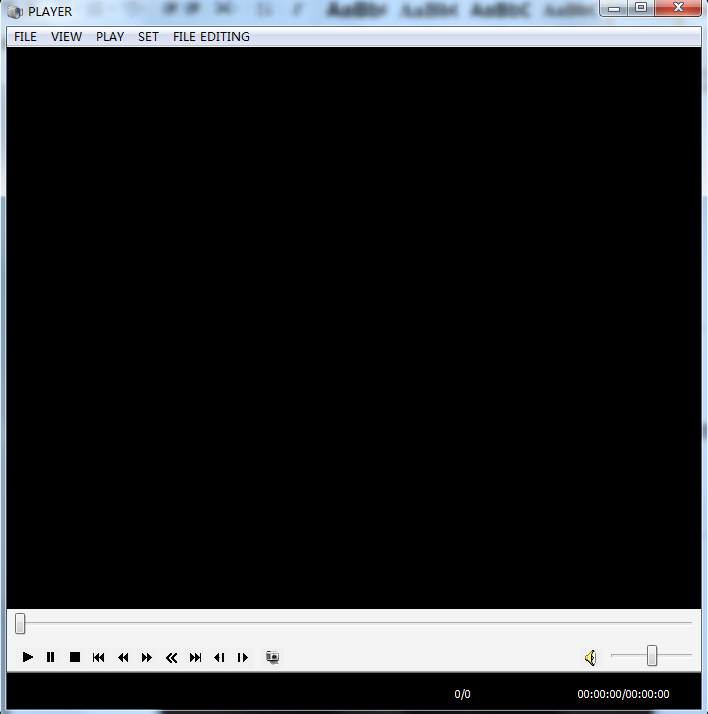 PLAYER
FILE VIEW PLAY SET FILE EDITING
0/0 00:00:00/00:00:00